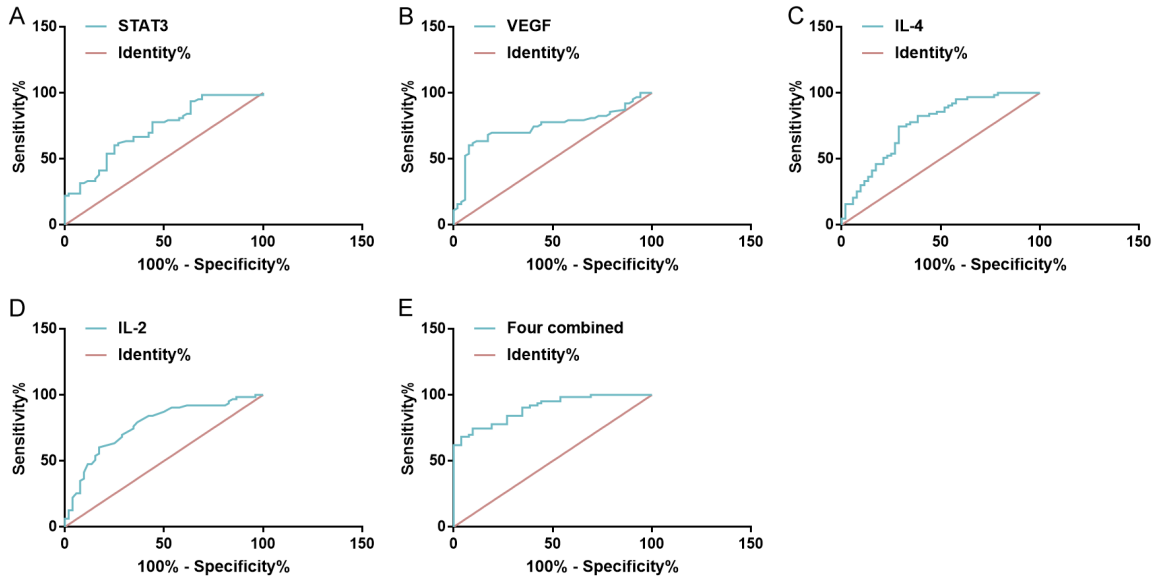 A
STAT3
Identity%
150
100
50
0
Sensitivity%
0 50 100 150
100% - Specificity%
B
VEGF
Identity%
150
100
50
0
Sensitivity%
0 50 100 150
100% - Specificity%
C
IL-4
Identity%
150
100
50
0
Sensitivity%
0 50 100 150
100% - Specificity%
D
IL-2
Identity%
150
100
50
0
Sensitivity%
0 50 100 150
100% - Specificity%
E
Four combined
Identity%
150
100
50
0
Sensitivity%
0 50 100 150
100% - Specificity%